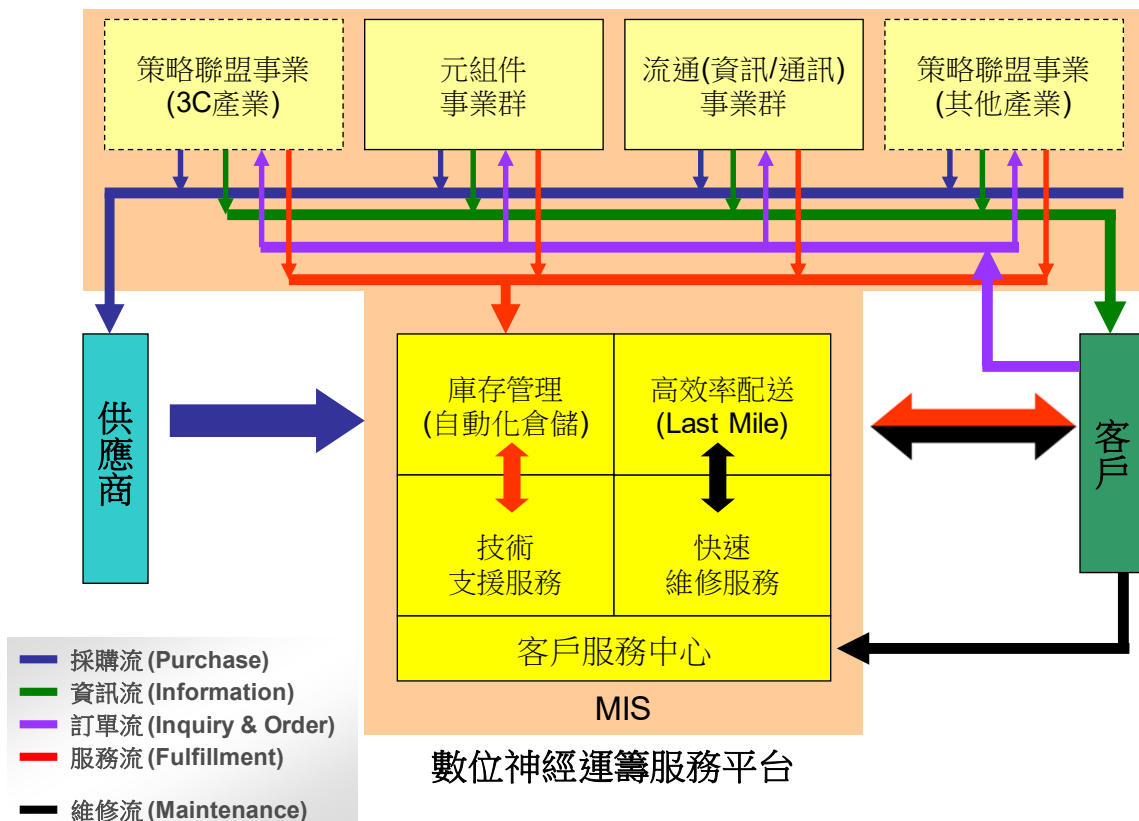 策略聯盟事業
(3C產業)
元組件
事業群
流通(資訊/通訊)
事業群
策略聯盟事業
(其他產業)
供應商
庫存管理
(自動化倉儲)
高效率配送
(Last Mile)
技術
支援服務
快速
維修服務
客戶服務中心
客戶
MIS
數位神經運籌服務平台
採購流 (Purchase)
資訊流 (Information)
訂單流 (Inquiry & Order)
服務流 (Fulfillment)
維修流 (Maintenance)